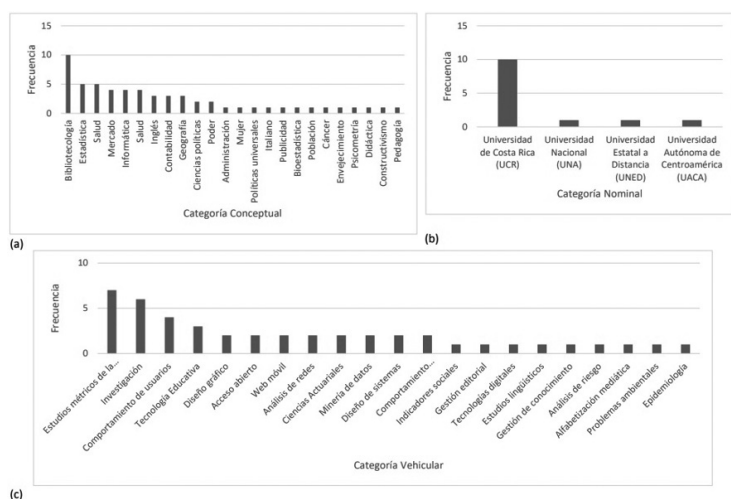 Frecuencia
15
10
5
0
Bibliotecología
Estadística
Salud
Mercado
Informática
Salud
Inglés
Contabilidad
Geografía
Ciencias políticas
Poder
Administración
Mujer
Políticas universales
Italiano
Publicidad
Bioestadística
Población
Cáncer
Envejecimiento
Psicometría
Didáctica
Constructivismo
Pedagogía
Categoría Conceptual
(a)
Frecuencia
15
10
5
0
Universidad
de Costa Rica
(UCR)
Universidad
Nacional
(UNA)
Universidad
Estatal a
Distancia
(UNED)
Universidad
Autónoma de
Centroamérica
(UACA)
Categoría Nominal
(b)
Frecuencia
10
5
0
Estudios métricos de la...
Investigación
Comportamiento de usuarios
Tecnología Educativa
Diseño gráfico
Acceso abierto
Web móvil
Análisis de redes
Ciencias Actuariales
Mineria de datos
Diseño de sistemas
Comportamiento...
Indicadores sociales
Gestión editorial
Tecnologías digitales
Estudios lingüísticos
Gestión de conocimiento
Análisis de riesgo
Alfabetización mediática
Problemas ambientales
Epidemiología
Categoría Vehicular
(c)